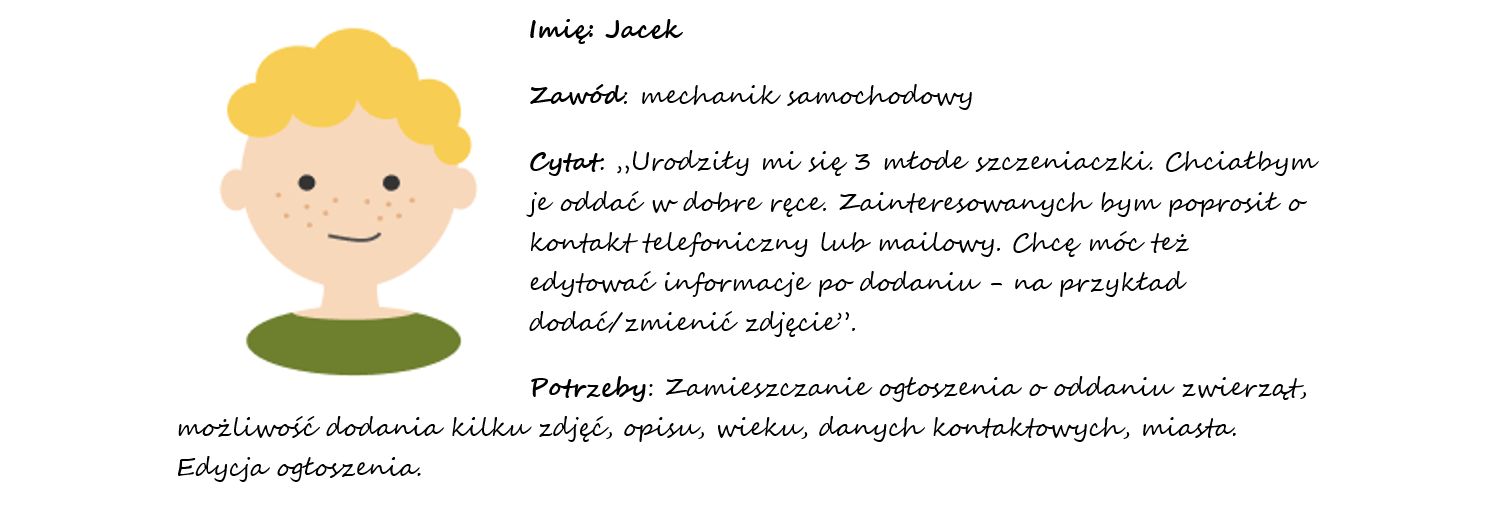 Imię: Jacek
Zawód: mechanik samochodowy
Cytat: „Urodziły mi się 3 młode szczeniaczki. Chciałbym
je oddać w dobre ręce. Zainteresowanych bym poprosił o
kontakt telefoniczny lub mailowy. Chcę móc też
edytować informacje po dodaniu – na przykład
dodać/zmienić zdjęcie”.
Potrzeby: Zamieszczanie ogłoszenia o oddaniu zwierząt,
możliwość dodania kilku zdjęć, opisu, wieku, danych kontaktowych, miasta.
Edycja ogłoszenia.